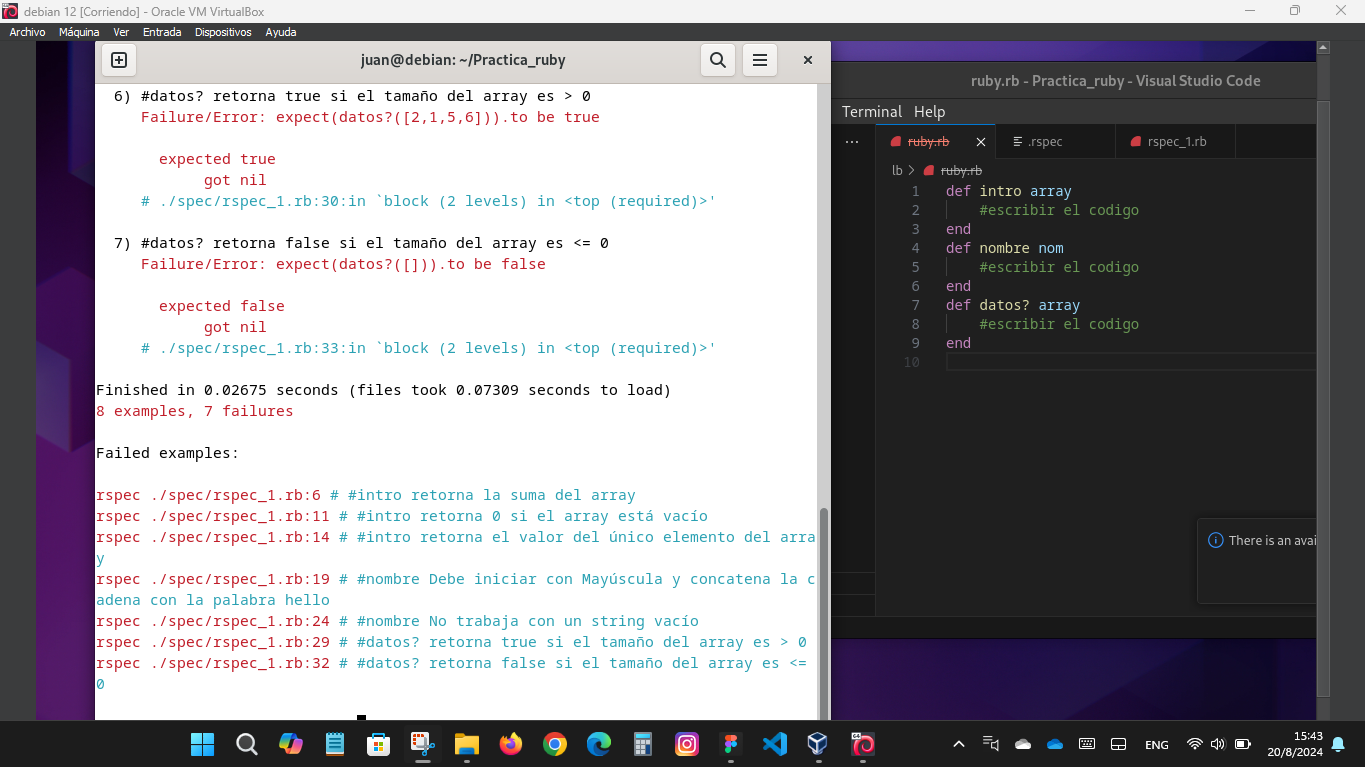 debian 12 [Corriendo] - Oracle VM VirtualBox
Archivo Máquina Ver Entrada Dispositivos Ayuda
juan@debian: ~/Practica_ruby
6) #datos? retorna true si el tamaño del array es > 0
Failure/Error: expect(datos?([2,1,5,6])).to be true
expected true
got nil
# ./spec/rspec_1.rb:30:in `block (2 levels) in <top (required)>'
7) #datos? retorna false si el tamaño del array es <= 0
Failure/Error: expect(datos?([])).to be false
expected false
got nil
# ./spec/rspec_1.rb:33:in `block (2 levels) in <top (required)>'
Finished in 0.02675 seconds (files took 0.07309 seconds to load)
8 examples, 7 failures
Failed examples:
rspec ./spec/rspec_1.rb:6 # #intro retorna la suma del array
rspec ./spec/rspec_1.rb:11 # #intro retorna 0 si el array está vacío
rspec ./spec/rspec_1.rb:14 # #intro retorna el valor del único elemento del arra
y
rspec ./spec/rspec_1.rb:19 # #nombre Debe iniciar con Mayúscula y concatena la c
adena con la palabra hello
rspec ./spec/rspec_1.rb:24 # #nombre No trabaja con un string vacío
rspec ./spec/rspec_1.rb:29 # #datos? retorna true si el tamaño del array es > 0
rspec ./spec/rspec_1.rb:32 # #datos? retorna false si el tamaño del array es <=
0
ruby.rb - Practica_ruby - Visual Studio Code
Terminal Help
ruby.rb .rspec rspec_1.rb
lb > ruby.rb
1 def intro array
2 #escribir el codigo
3 end
4 def nombre nom
5 #escribir el codigo
6 end
7 def datos? array
8 #escribir el codigo
9 end
10
There is an avai
ENG
15:43
20/8/2024